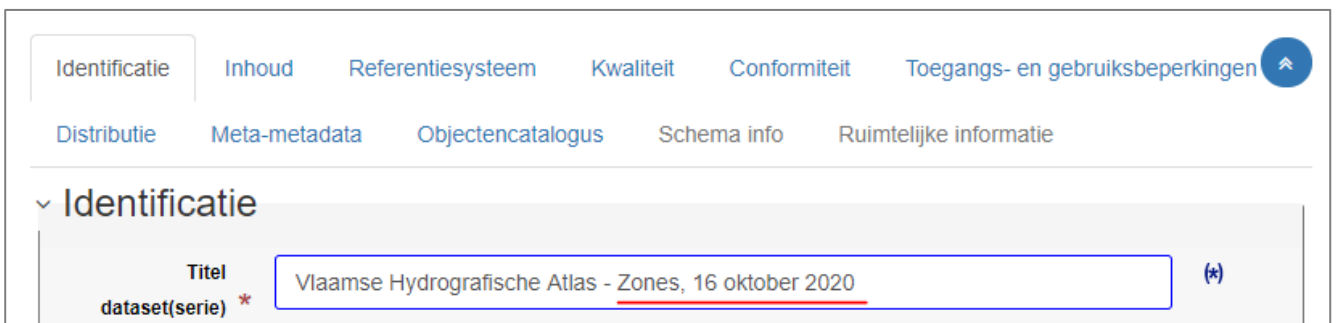 Identificatie Inhoud Referentiesysteem Kwaliteit Conformiteit Toegangs- en gebruiksbeperkingen
Distributie Meta-metadata Objectencatalogus Schema info Ruimtelijke informatie
Identificatie
Titel
dataset(serie) * Vlaamse Hydrografische Atlas - Zones, 16 oktober 2020 (*)